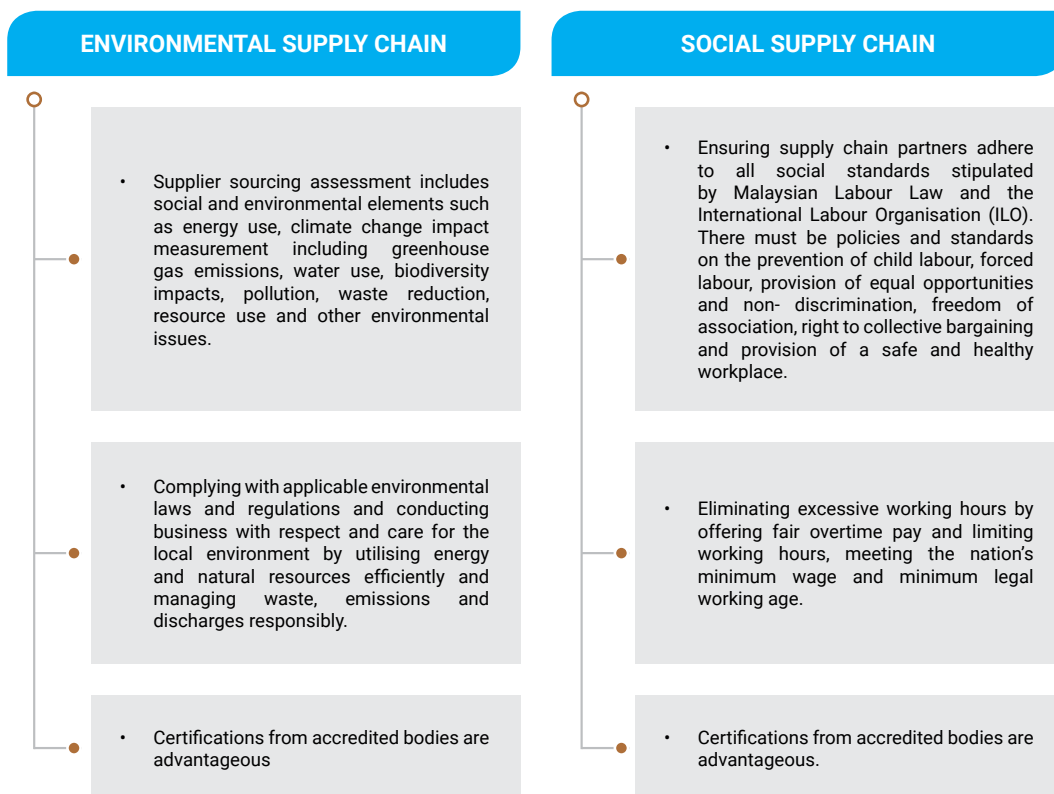 ENVIRONMENTAL SUPPLY CHAIN
• Supplier sourcing assessment includes
social and environmental elements such
as energy use, climate change impact
measurement including greenhouse
gas emissions, water use, biodiversity
impacts, pollution, waste reduction,
resource use and other environmental
issues.
• Complying with applicable environmental
laws and regulations and conducting
business with respect and care for the
local environment by utilising energy
and natural resources efficiently and
managing waste, emissions and
discharges responsibly.
• Certifications from accredited bodies are
advantageous
SOCIAL SUPPLY CHAIN
• Ensuring supply chain partners adhere
to all social standards stipulated
by Malaysian Labour Law and the
International Labour Organisation (ILO).
There must be policies and standards
on the prevention of child labour, forced
labour, provision of equal opportunities
and non- discrimination, freedom of
association, right to collective bargaining
and provision of a safe and healthy
workplace.
• Eliminating excessive working hours by
offering fair overtime pay and limiting
working hours, meeting the nation's
minimum wage and minimum legal
working age.
• Certifications from accredited bodies are
advantageous.